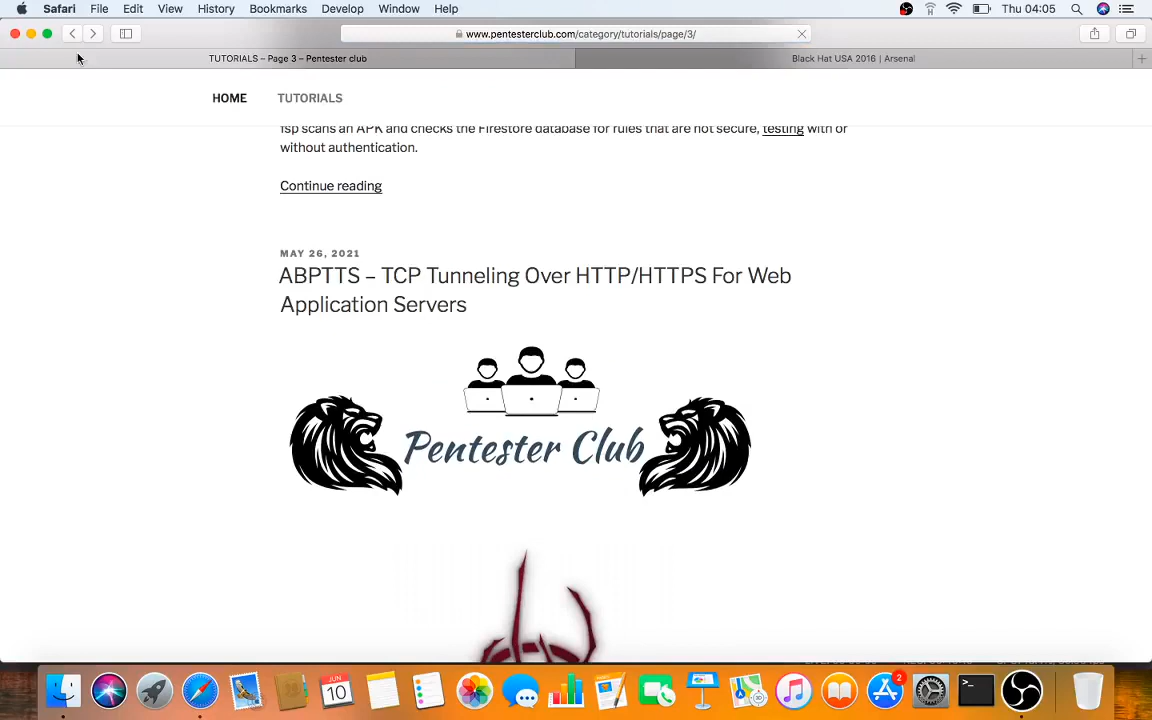 Safari File Edit View History Bookmarks Develop Window Help Thu 04:05
www.pentesterclub.com/category/tutorials/page/3/
TUTORIALS – Page 3 – Pentester club
Black Hat USA 2016 | Arsenal
HOME TUTORIALS
fsp scans an APK and checks the Firestore database for rules that are not secure, testing with or
without authentication.
Continue reading
MAY 26, 2021
ABPTTS – TCP Tunneling Over HTTP/HTTPS For Web
Application Servers
Pentester Club
JUN
10
2